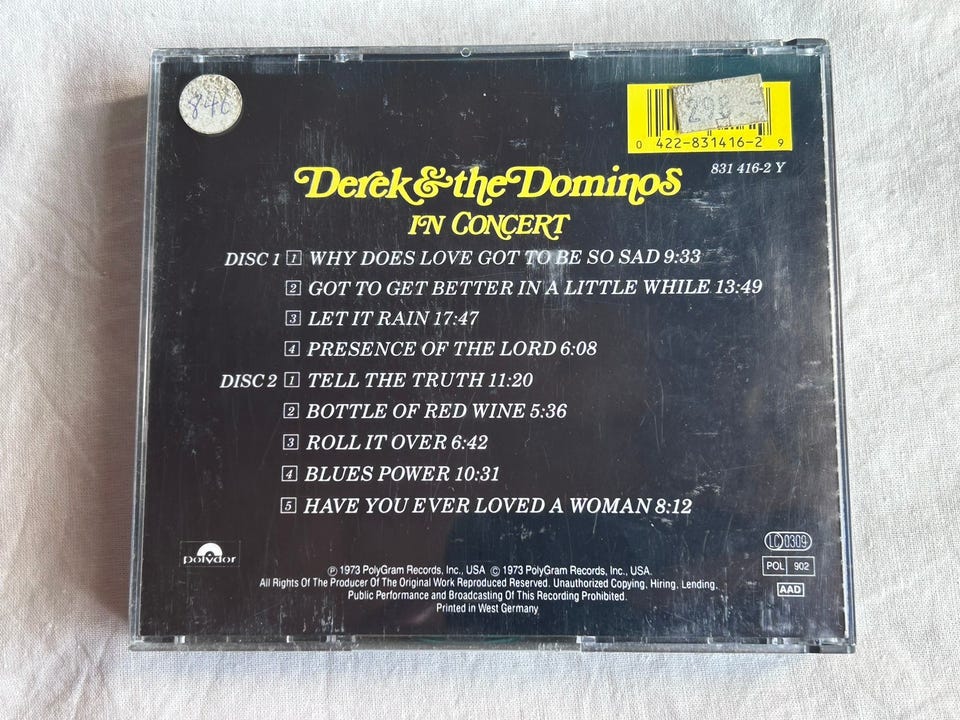 846
298 -
0 422-831416-2 9
831 416-2 Y
Derek & the Dominos
IN CONCERT
DISC 1 1 WHY DOES LOVE GOT TO BE SO SAD 9:33
2 GOT TO GET BETTER IN A LITTLE WHILE 13:49
3 LET IT RAIN 17:47
4 PRESENCE OF THE LORD 6:08
DISC 2 1 TELL THE TRUTH 11:20
2 BOTTLE OF RED WINE 5:36
3 ROLL IT OVER 6:42
4 BLUES POWER 10:31
5 HAVE YOU EVER LOVED A WOMAN 8:12
polydor
LC 0309
POL 902
AAD
℗ 1973 PolyGram Records, Inc., USA © 1973 PolyGram Records, Inc., USA.
All Rights Of The Producer Of The Original Work Reproduced Reserved. Unauthorized Copying, Hiring, Lending,
Public Performance and Broadcasting Of This Recording Prohibited.
Printed in West Germany